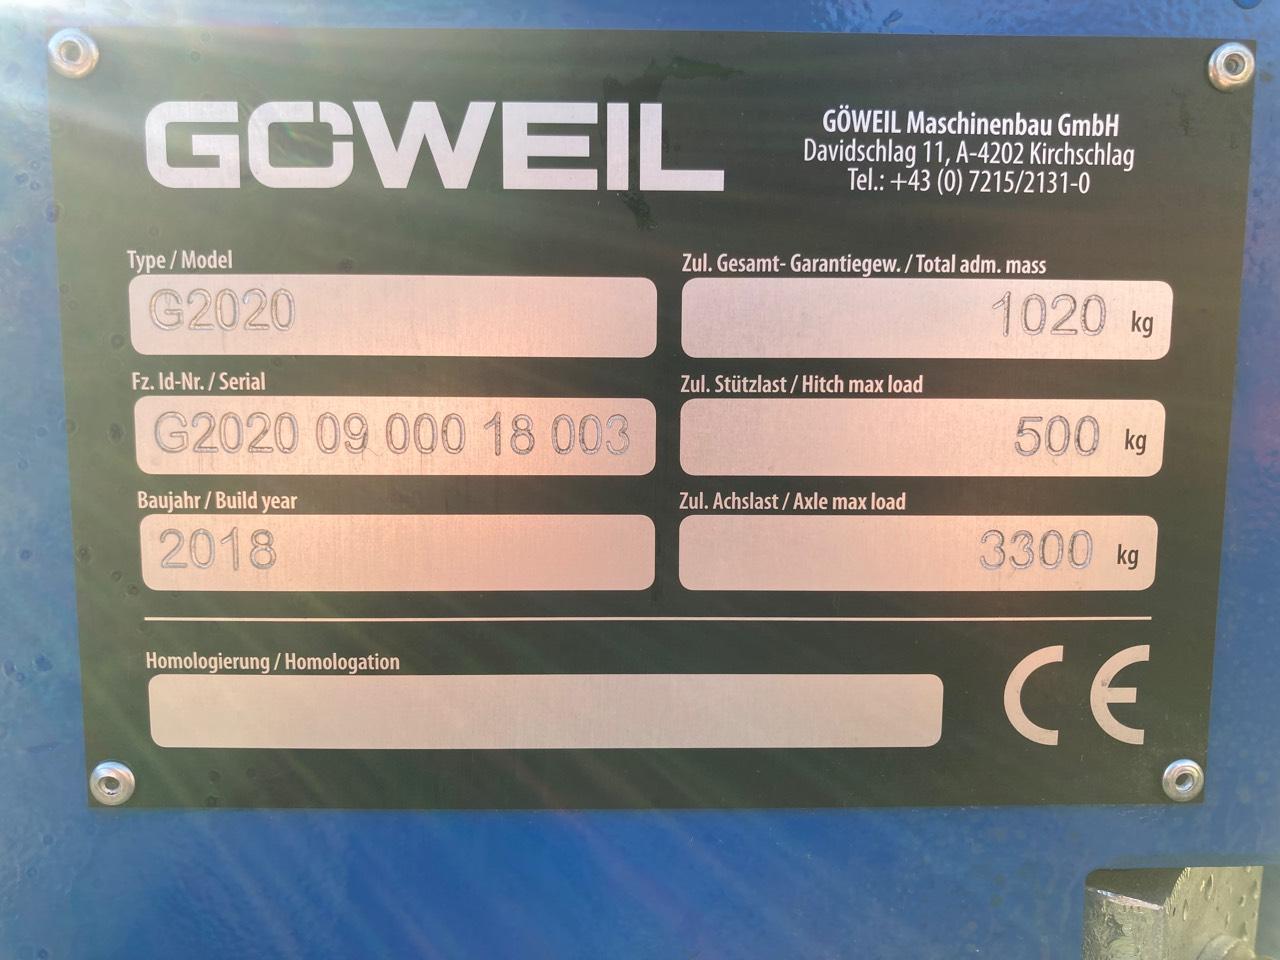 GÖWEIL
GÖWEIL Maschinenbau GmbH
Davidschlag 11, A-4202 Kirchschlag
Tel.: +43 (0) 7215/2131-0
Type / Model
G2020
Zul. Gesamt- Garantiegew. / Total adm. mass
1020 kg
Fz. Id-Nr. / Serial
G2020 09 000 18 003
Zul. Stützlast / Hitch max load
500 kg
Baujahr / Build year
2018
Zul. Achslast / Axle max load
3300 kg
Homologierung / Homologation
CE